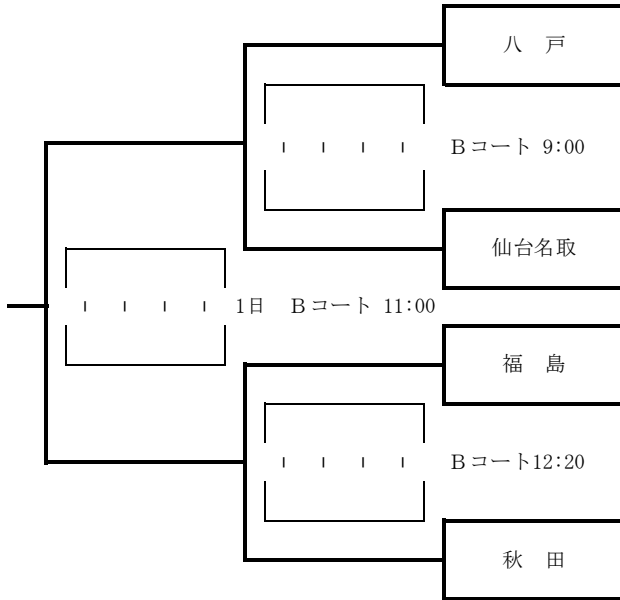 八　戸
Ｂコート 9:00
仙台名取
1日　Ｂコート 11:00
福　島
Ｂコート12:20
秋　田